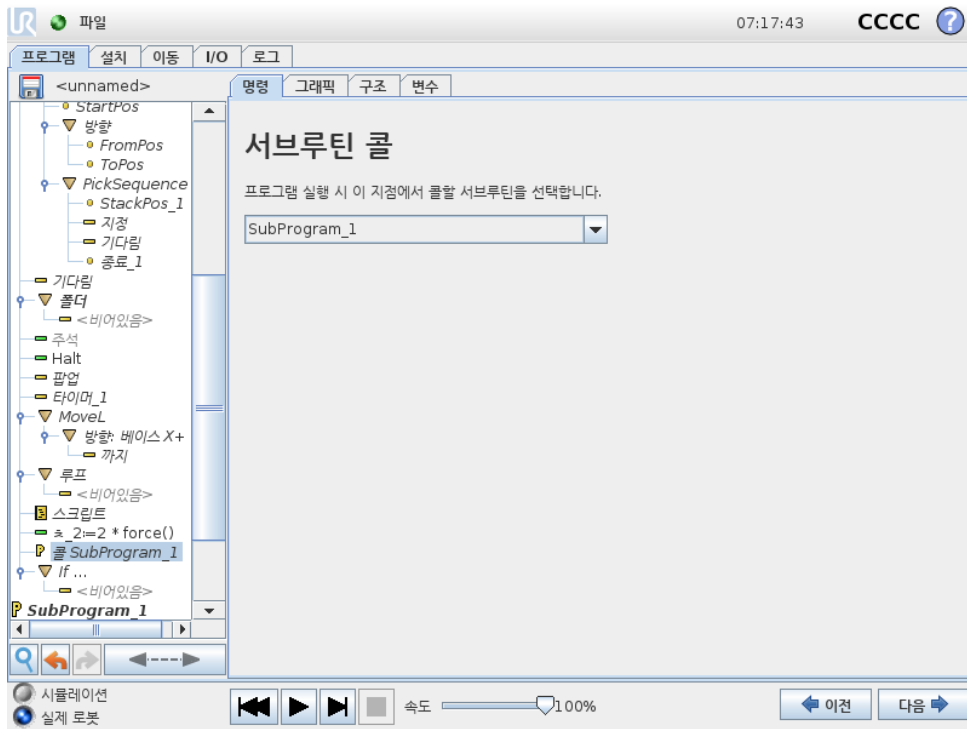 파일
07:17:43
CCCC
?
프로그램
설치
이동
I/O
로그
<unnamed>
명령
그래픽
구조
변수
StartPos
방향
FromPos
ToPos
PickSequence
StackPos_1
지정
기다림
종료_1
기다림
폴더
<비어있음>
주석
Halt
팝업
타이머_1
MoveL
방향: 베이스 X+
까지
루프
<비어있음>
스크립트
ㅊ_2≔2 * force()
콜 SubProgram_1
If ...
<비어있음>
SubProgram_1
서브루틴 콜
프로그램 실행 시 이 지점에서 콜할 서브루틴을 선택합니다.
SubProgram_1
시뮬레이션
실제 로봇
속도
100%
이전
다음